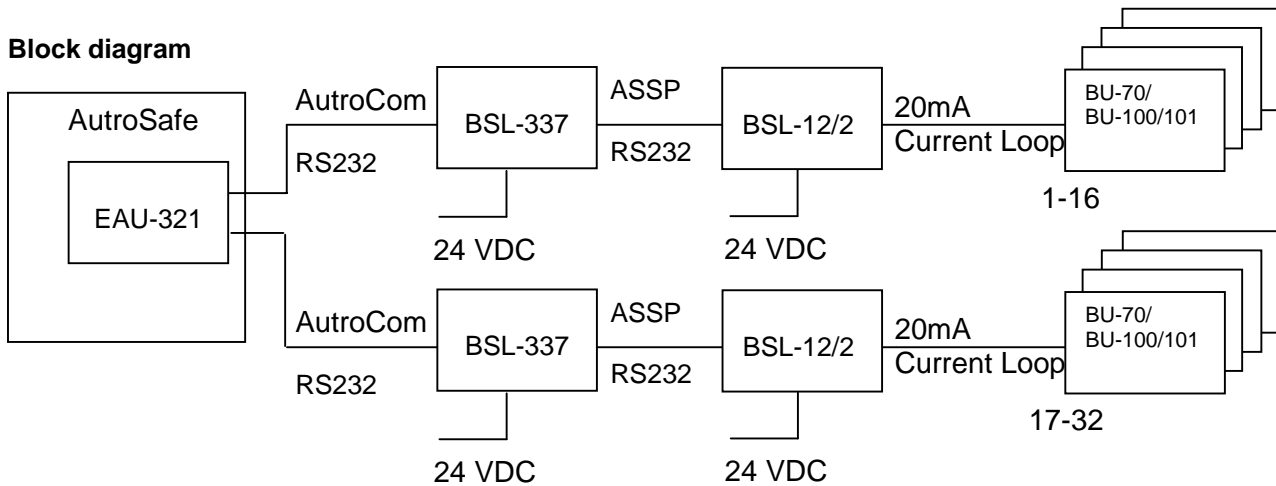 Block diagram
AutroSafe
EAU-321
AutroCom
RS232
BSL-337
24 VDC
ASSP
RS232
BSL-12/2
24 VDC
20mA
Current Loop
BU-70/
BU-100/101
1-16
AutroCom
RS232
BSL-337
24 VDC
ASSP
RS232
BSL-12/2
24 VDC
20mA
Current Loop
BU-70/
BU-100/101
17-32